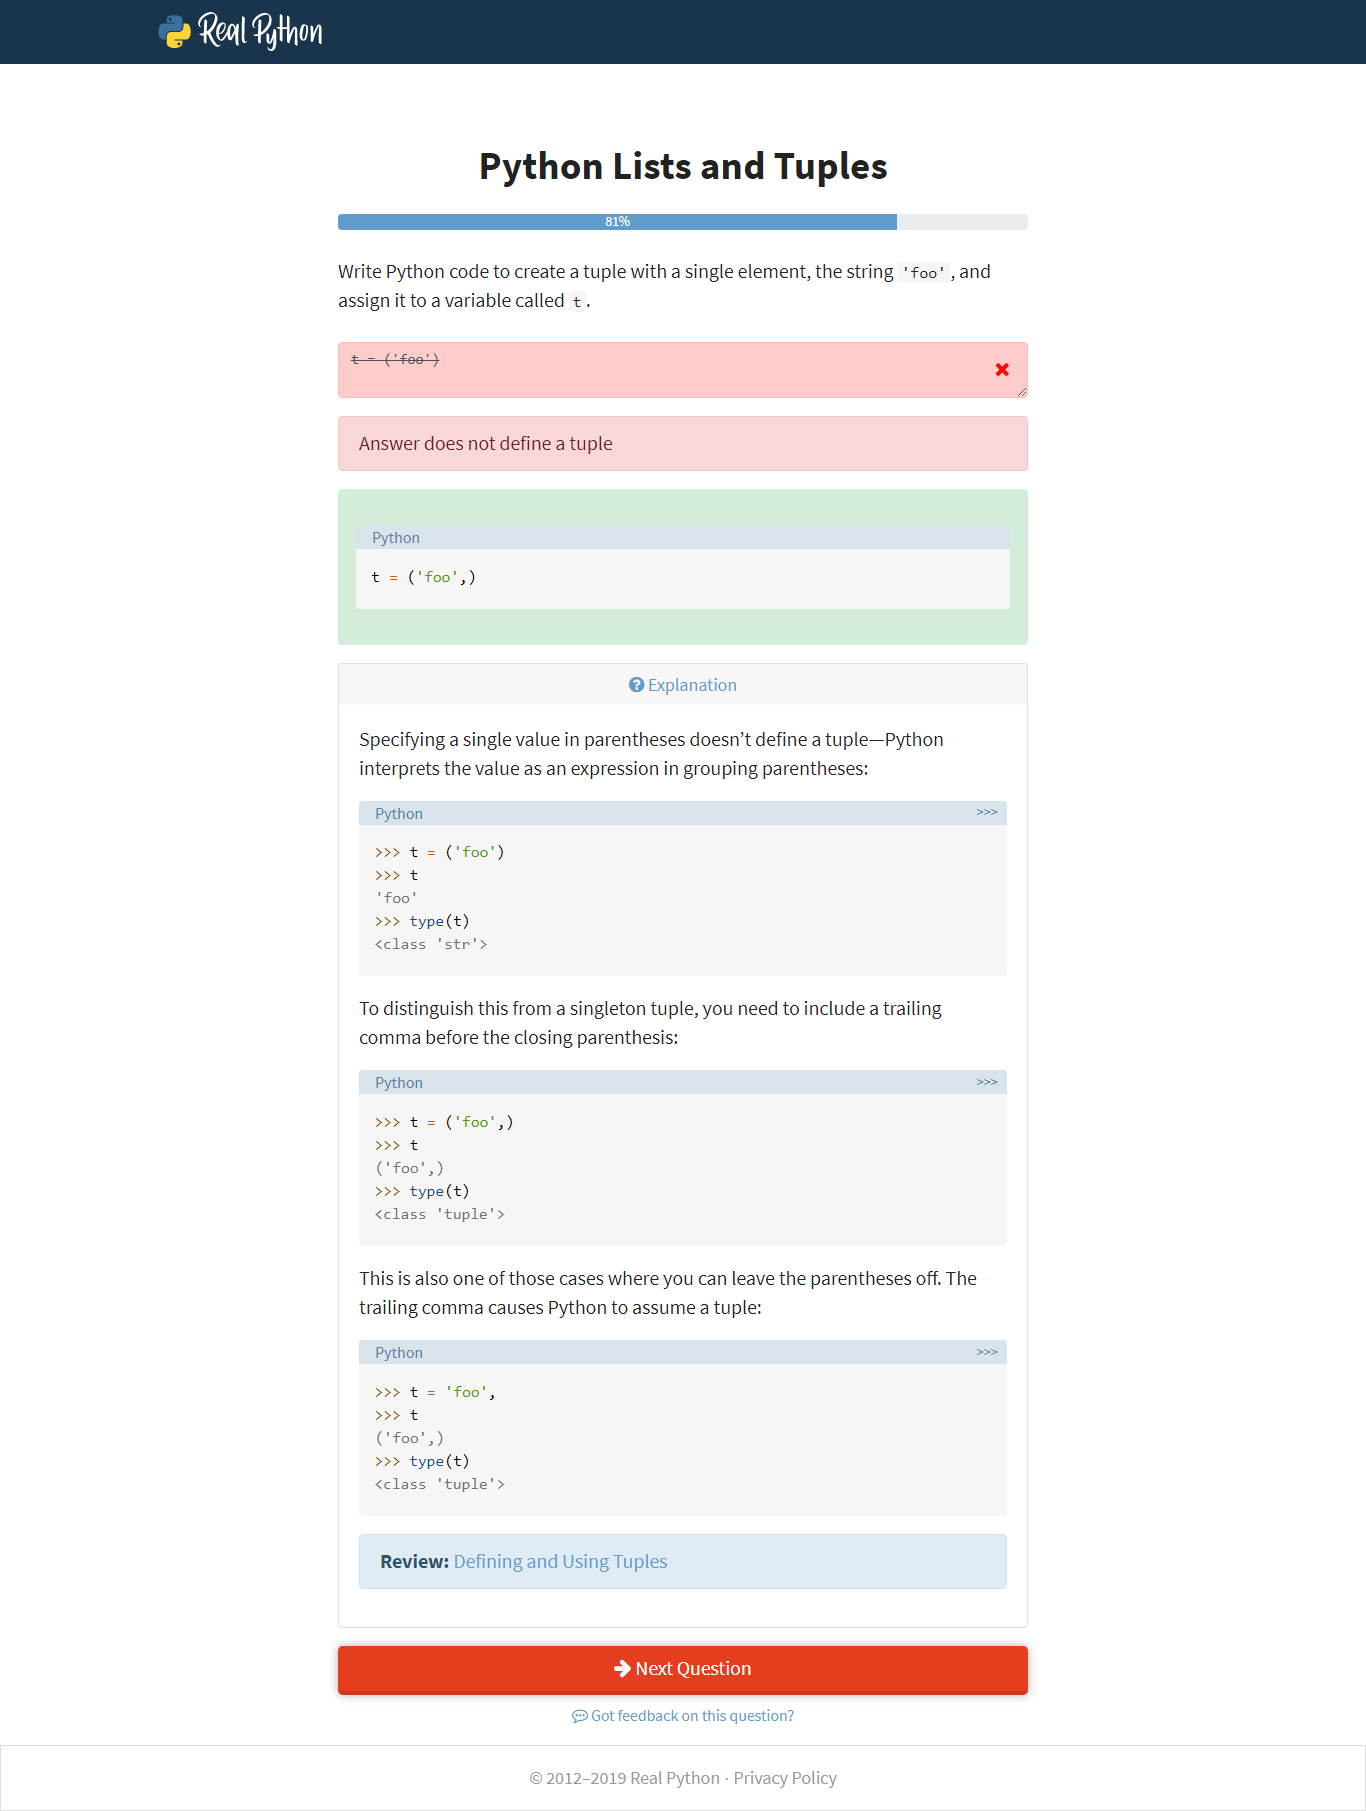 Real Python
Python Lists and Tuples
81%
Write Python code to create a tuple with a single element, the string 'foo', and
assign it to a variable called t.
t = ('foo')
Answer does not define a tuple
Python
t = ('foo',)
Explanation
Specifying a single value in parentheses doesn’t define a tuple—Python
interprets the value as an expression in grouping parentheses:
Python >>>
>>> t = ('foo')
>>> t
'foo'
>>> type(t)
<class 'str'>
To distinguish this from a singleton tuple, you need to include a trailing
comma before the closing parenthesis:
Python >>>
>>> t = ('foo',)
>>> t
('foo',)
>>> type(t)
<class 'tuple'>
This is also one of those cases where you can leave the parentheses off. The
trailing comma causes Python to assume a tuple:
Python >>>
>>> t = 'foo',
>>> t
('foo',)
>>> type(t)
<class 'tuple'>
Review: Defining and Using Tuples
Next Question
Got feedback on this question?
© 2012–2019 Real Python · Privacy Policy